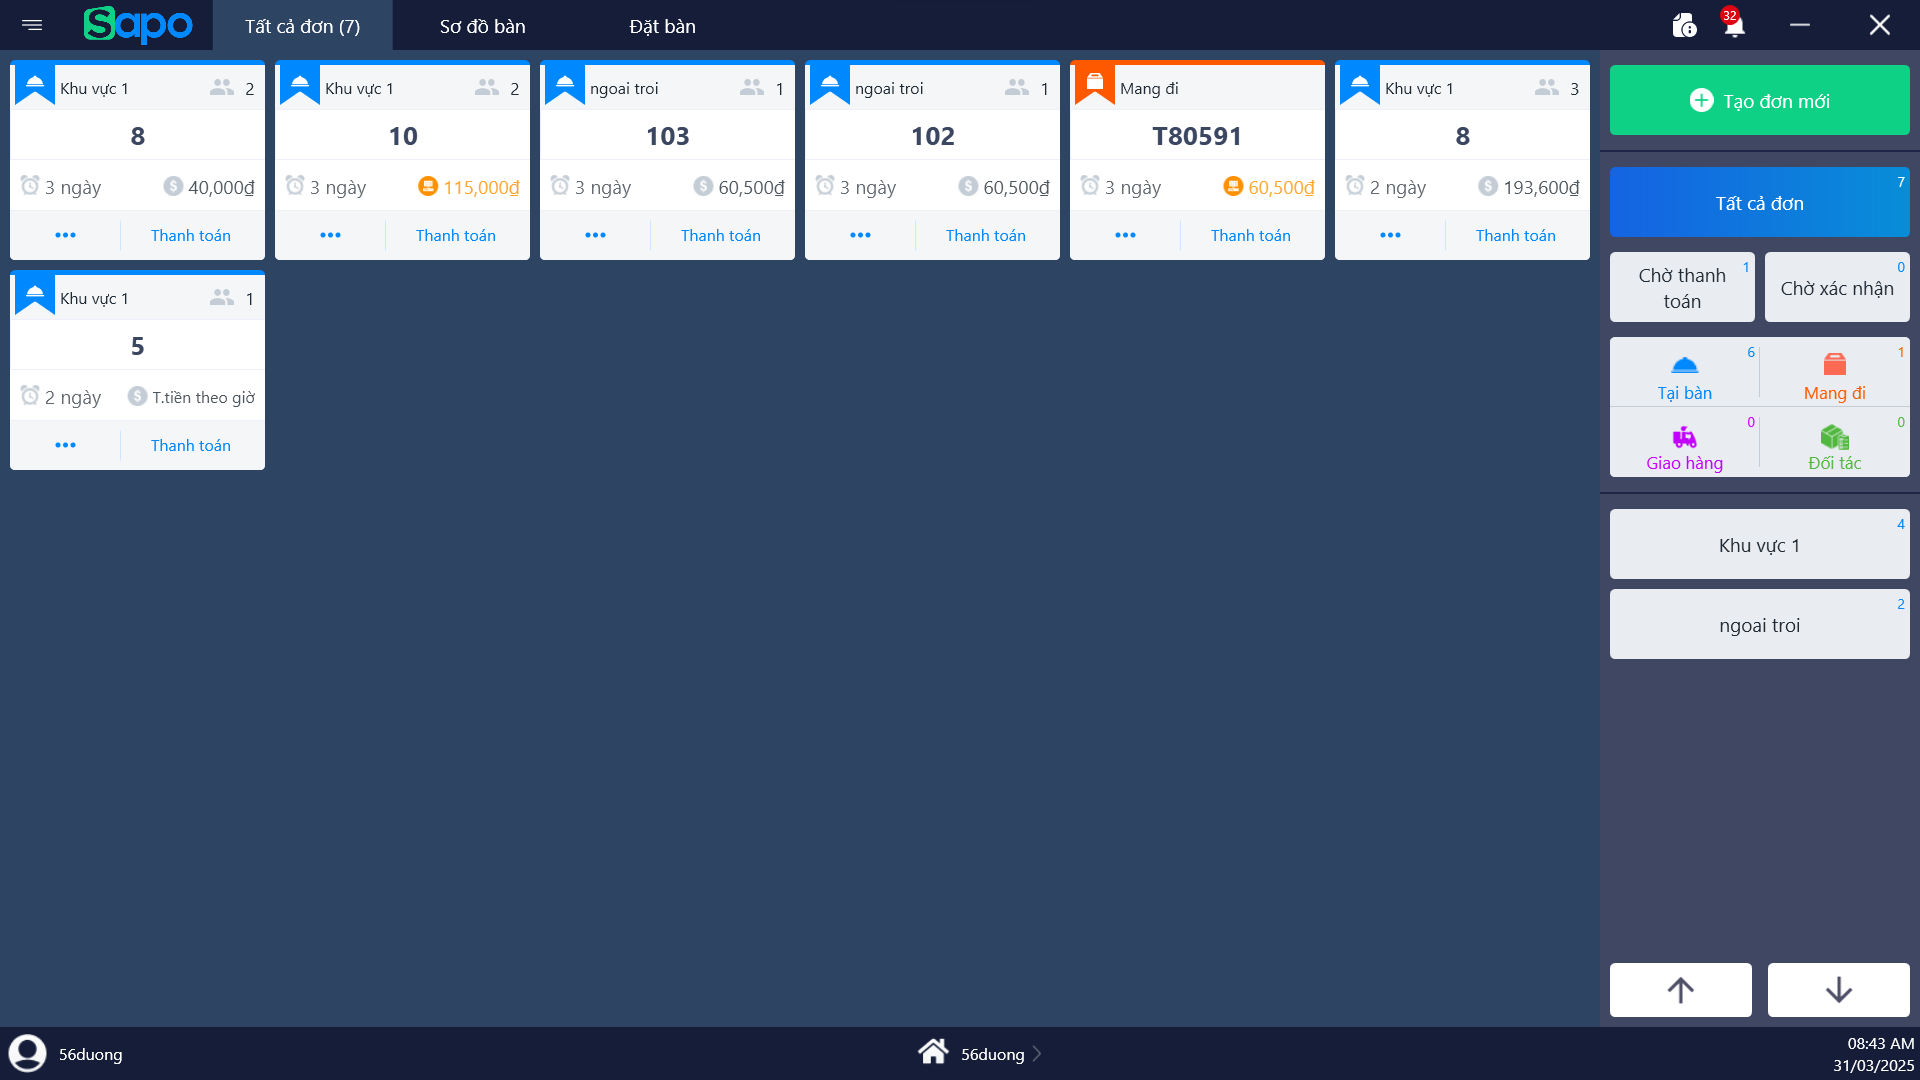 Sapo
Tất cả đơn (7)
Sơ đồ bàn
Đặt bàn
32
Khu vực 1 2
8
3 ngày 40,000₫
Thanh toán
Khu vực 1 2
10
3 ngày 115,000₫
Thanh toán
ngoai troi 1
103
3 ngày 60,500₫
Thanh toán
ngoai troi 1
102
3 ngày 60,500₫
Thanh toán
Mang đi
T80591
3 ngày 60,500₫
Thanh toán
Khu vực 1 3
8
2 ngày 193,600₫
Thanh toán
Khu vực 1 1
5
2 ngày T.tiền theo giờ
Thanh toán
Tạo đơn mới
7
Tất cả đơn
1
Chờ thanh
toán
0
Chờ xác nhận
6
Tại bàn
1
Mang đi
0
Giao hàng
0
Đối tác
4
Khu vực 1
2
ngoai troi
56duong
56duong
08:43 AM
31/03/2025